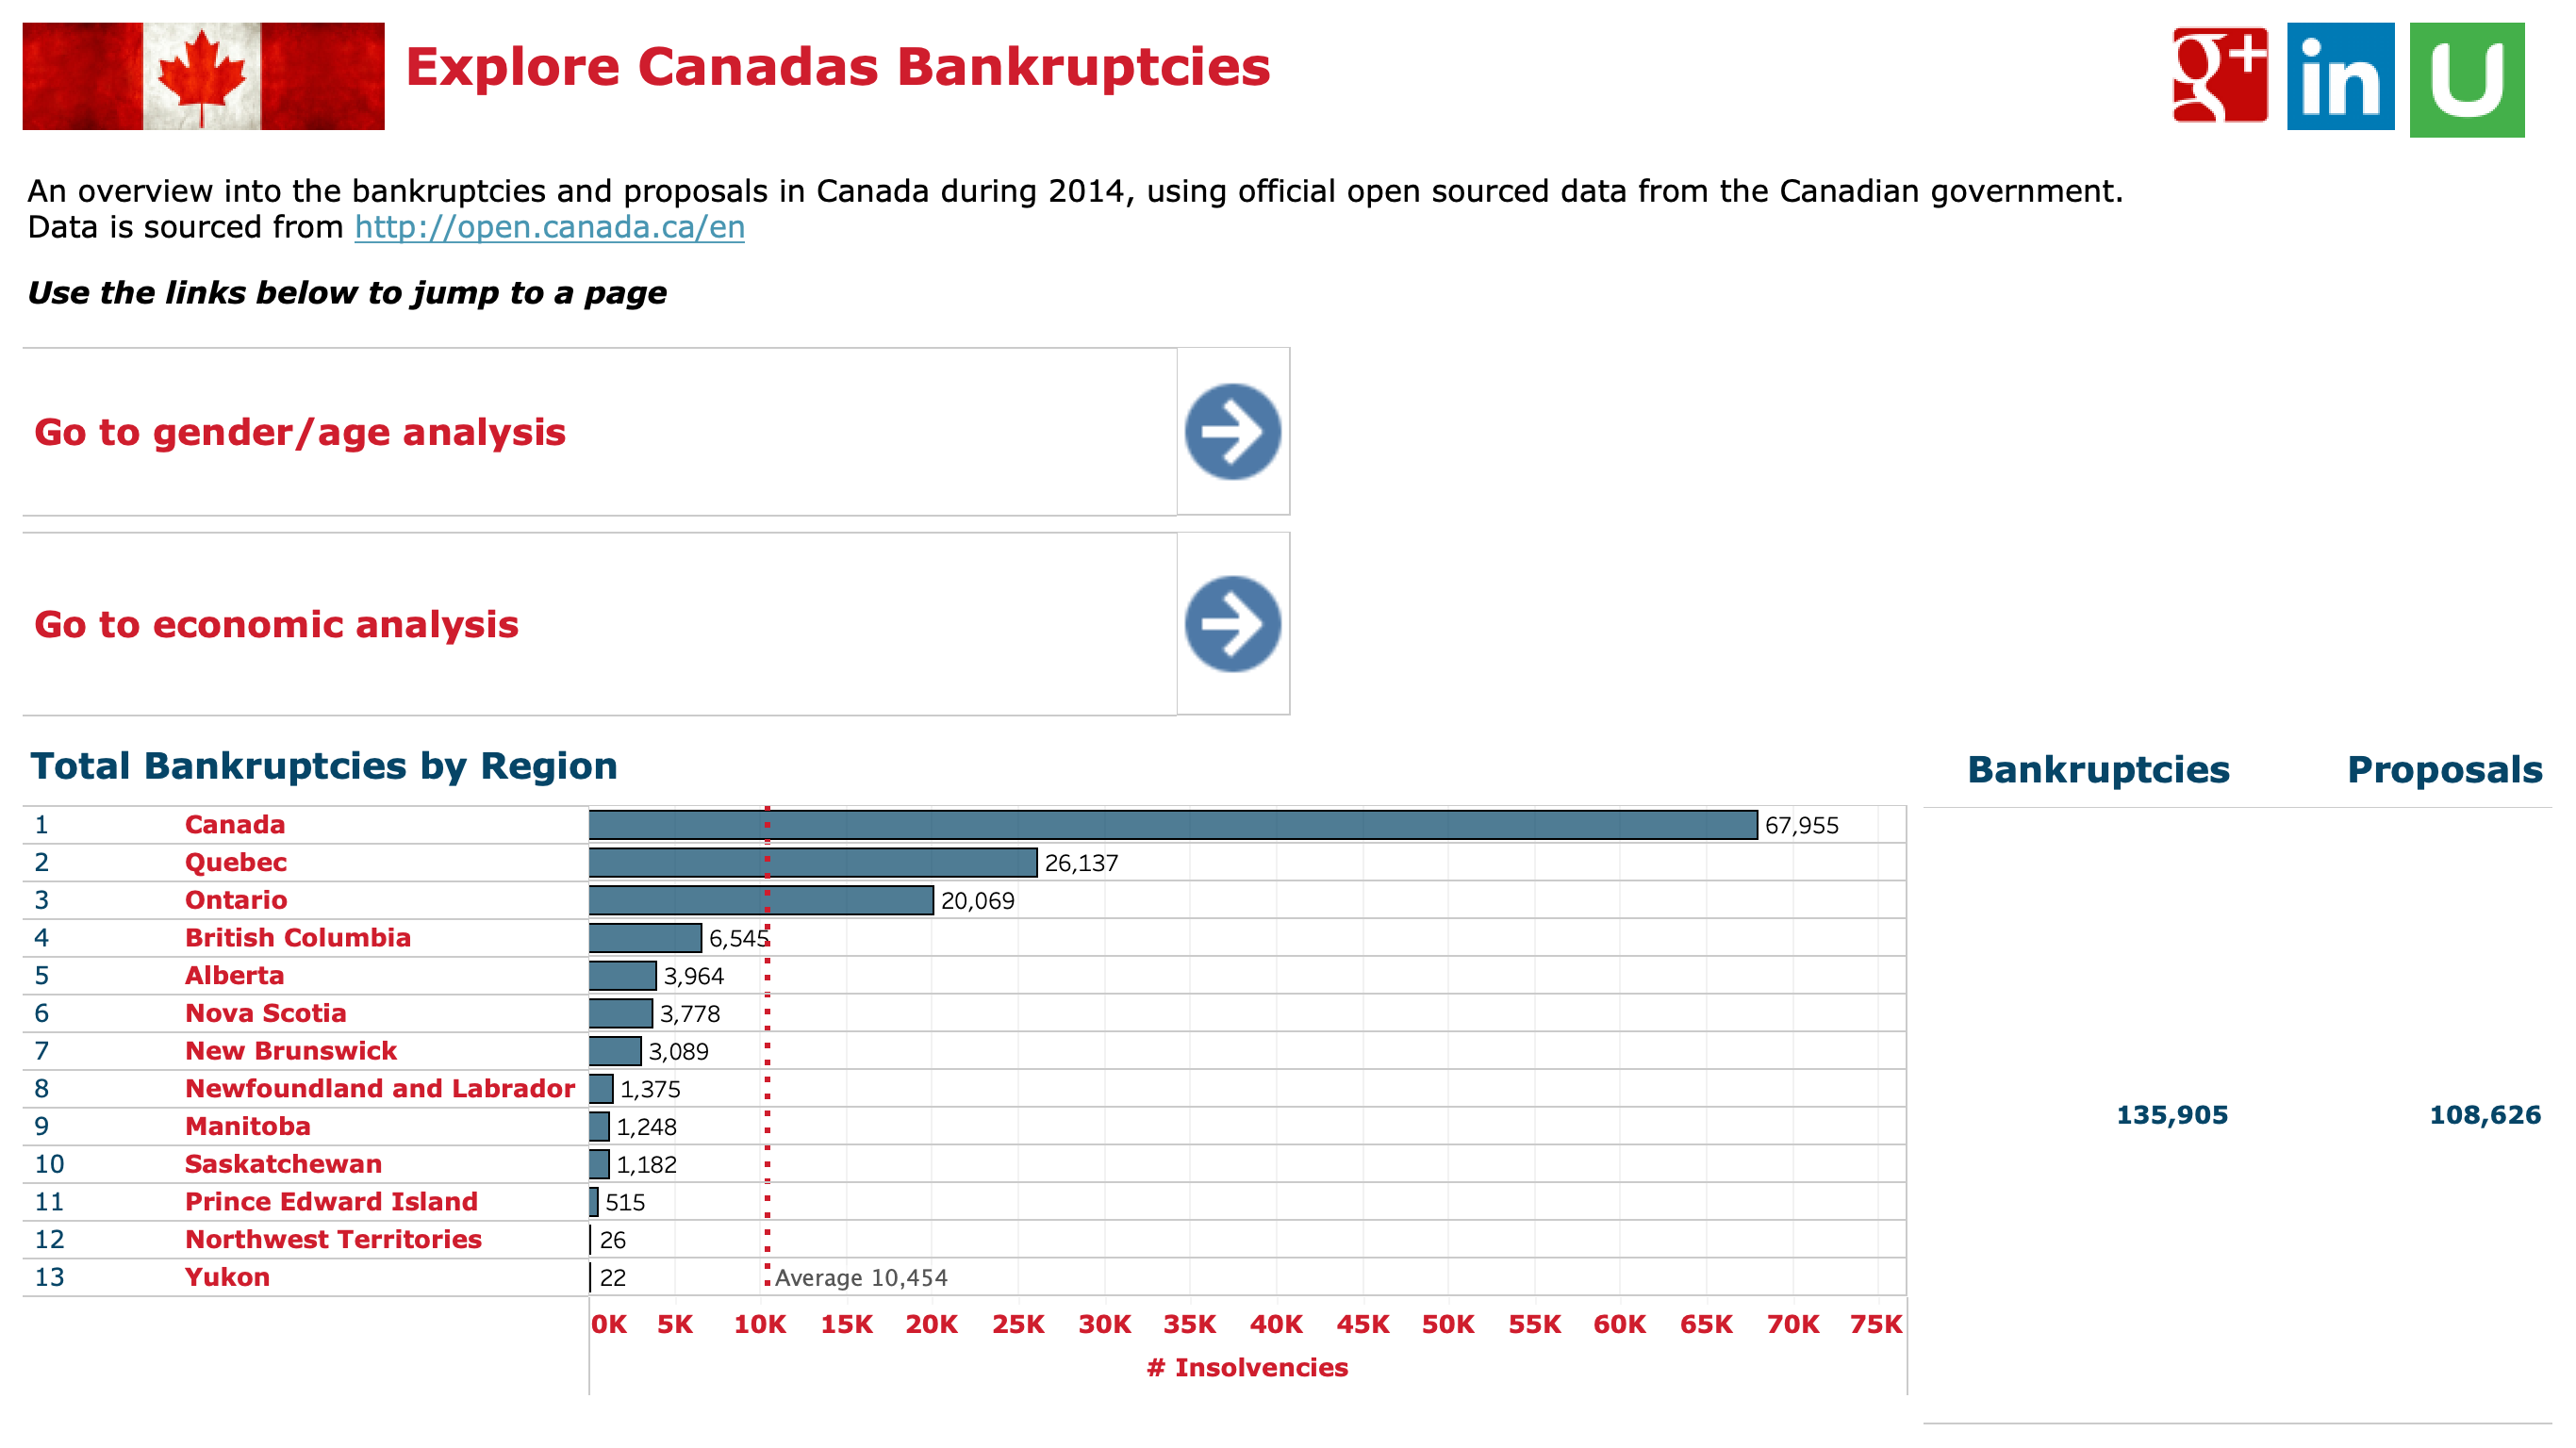 Explore Canadas Bankruptcies
g+ in U
An overview into the bankruptcies and proposals in Canada during 2014, using official open sourced data from the Canadian government.
Data is sourced from http://open.canada.ca/en
Use the links below to jump to a page
Go to gender/age analysis
Go to economic analysis
Total Bankruptcies by Region
Bankruptcies Proposals
1 Canada 67,955
2 Quebec 26,137
3 Ontario 20,069
4 British Columbia 6,545
5 Alberta 3,964
6 Nova Scotia 3,778
7 New Brunswick 3,089
8 Newfoundland and Labrador 1,375
9 Manitoba 1,248
10 Saskatchewan 1,182
11 Prince Edward Island 515
12 Northwest Territories 26
13 Yukon 22 Average 10,454
0K 5K 10K 15K 20K 25K 30K 35K 40K 45K 50K 55K 60K 65K 70K 75K
# Insolvencies
135,905 108,626